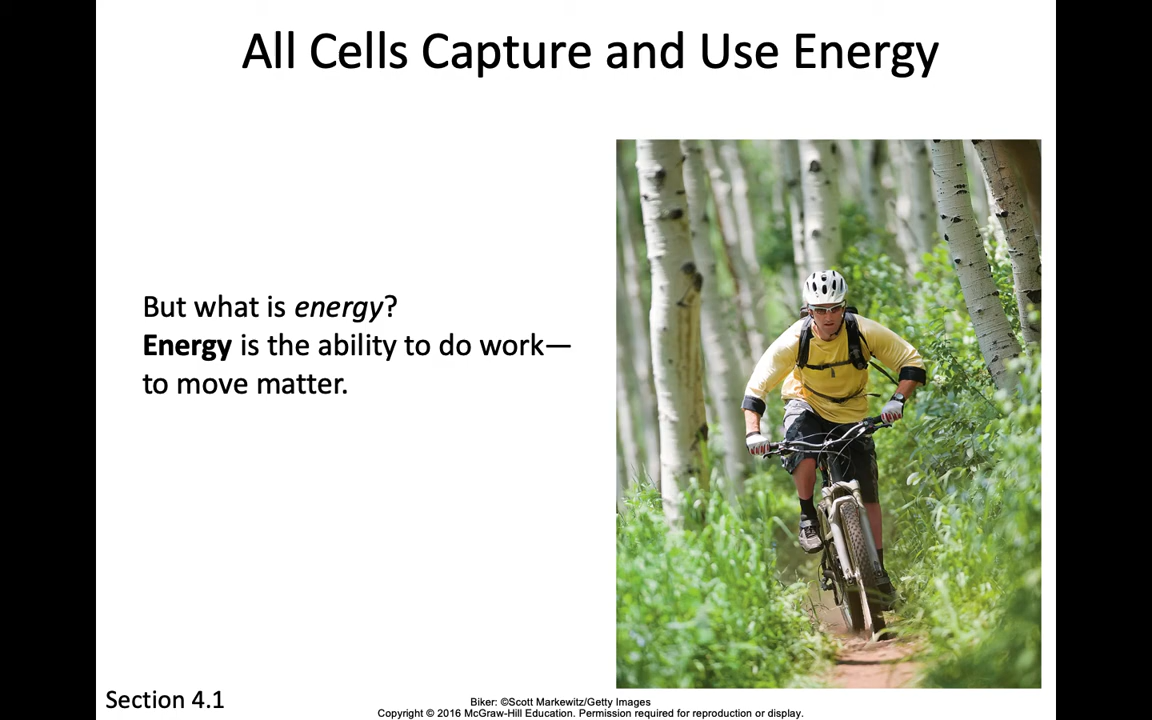 All Cells Capture and Use Energy
But what is energy?
Energy is the ability to do work—
to move matter.
Section 4.1
Biker: ©Scott Markewitz/Getty Images
Copyright © 2016 McGraw-Hill Education. Permission required for reproduction or display.